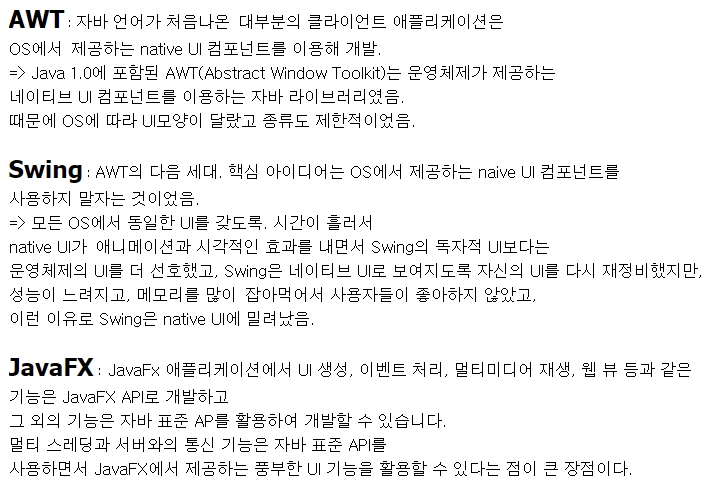 AWT : 자바 언어가 처음나온 대부분의 클라이언트 애플리케이션은
OS에서 제공하는 native UI 컴포넌트를 이용해 개발.
=> Java 1.0에 포함된 AWT(Abstract Window Toolkit)는 운영체제가 제공하는
네이티브 UI 컴포넌트를 이용하는 자바 라이브러리였음.
때문에 OS에 따라 UI모양이 달랐고 종류도 제한적이었음.
Swing : AWT의 다음 세대. 핵심 아이디어는 OS에서 제공하는 naive UI 컴포넌트를
사용하지 말자는 것이었음.
=> 모든 OS에서 동일한 UI를 갖도록. 시간이 흘러서
native UI가 애니메이션과 시각적인 효과를 내면서 Swing의 독자적 UI보다는
운영체제의 UI를 더 선호했고, Swing은 네이티브 UI로 보여지도록 자신의 UI를 다시 재정비했지만,
성능이 느려지고, 메모리를 많이 잡아먹어서 사용자들이 좋아하지 않았고,
이런 이유로 Swing은 native UI에 밀려났음.
JavaFX : JavaFx 애플리케이션에서 UI 생성, 이벤트 처리, 멀티미디어 재생, 웹 뷰 등과 같은
기능은 JavaFX API로 개발하고
그 외의 기능은 자바 표준 AP를 활용하여 개발할 수 있습니다.
멀티 스레딩과 서버와의 통신 기능은 자바 표준 API를
사용하면서 JavaFX에서 제공하는 풍부한 UI 기능을 활용할 수 있다는 점이 큰 장점이다.